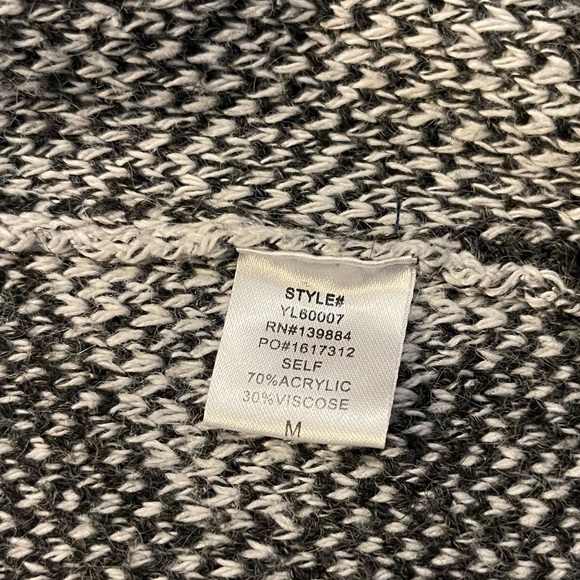 STYLE#
YL60007
RN#139884
PO#1617312
SELF
70%ACRYLIC
30%VISCOSE
M